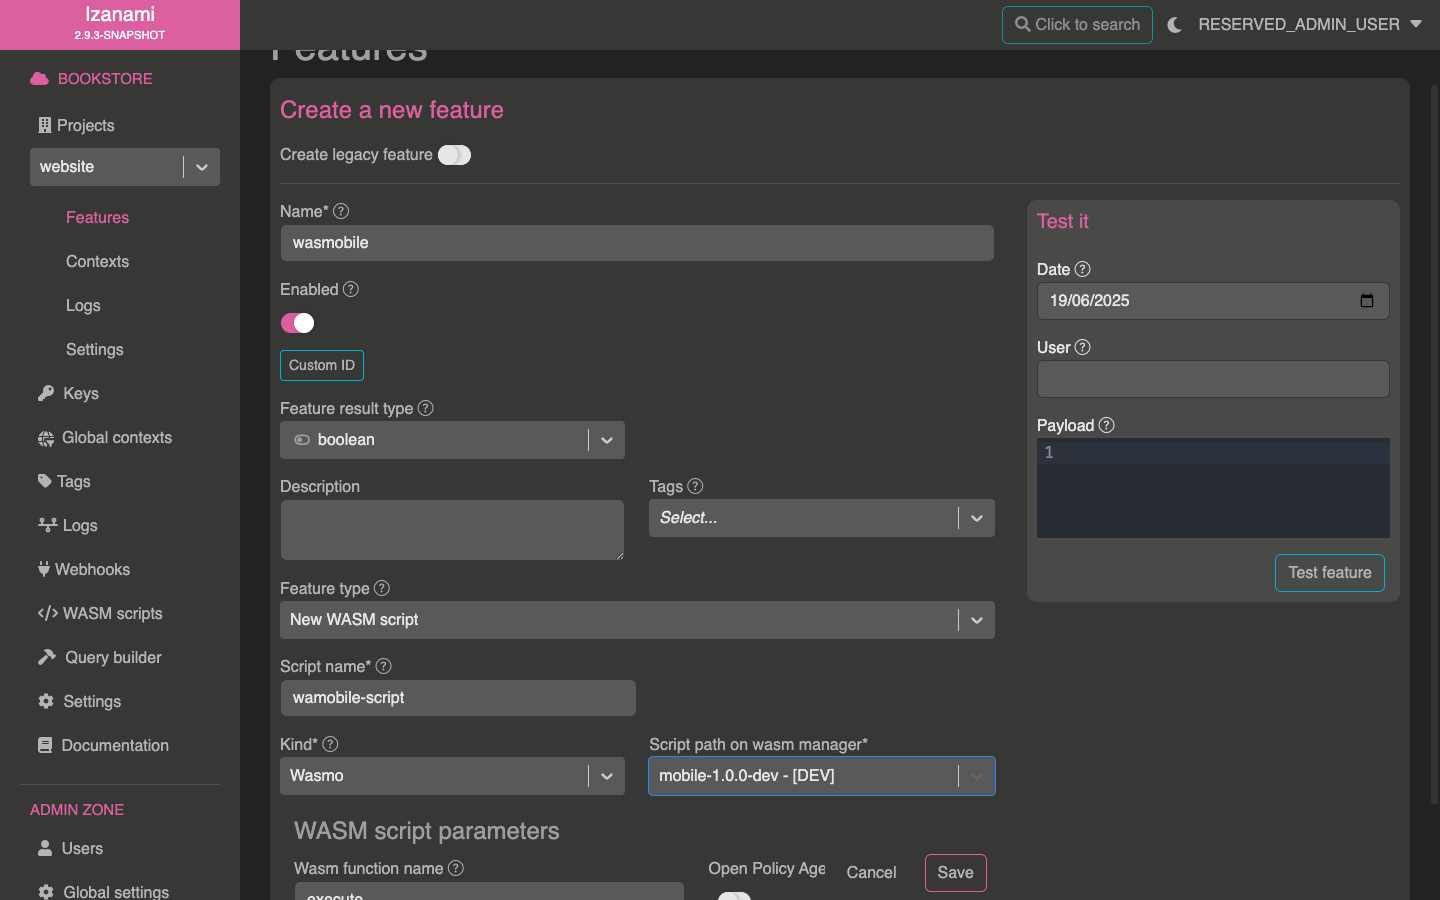 Izanami
2.9.3-SNAPSHOT
Click to search
RESERVED_ADMIN_USER
BOOKSTORE
Projects
website
Features
Contexts
Logs
Settings
Keys
Global contexts
Tags
Logs
Webhooks
WASM scripts
Query builder
Settings
Documentation
ADMIN ZONE
Users
Global settings
Features
Create a new feature
Create legacy feature
Name*
wasmobile
Enabled
Custom ID
Feature result type
boolean
Description
Tags
Select...
Feature type
New WASM script
Script name*
wamobile-script
Kind*
Wasmo
Script path on wasm manager*
mobile-1.0.0-dev - [DEV]
WASM script parameters
Wasm function name
execute
Open Policy Age
Cancel
Save
Test it
Date
19/06/2025
User
Payload
1
Test feature